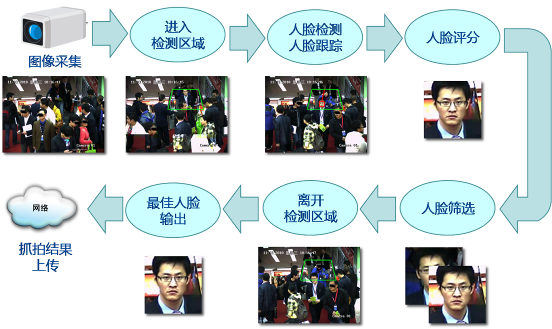 图像采集
进入
检测区域
人脸检测
人脸跟踪
人脸评分
人脸筛选
离开
检测区域
最佳人脸
输出
网络
抓拍结果
上传